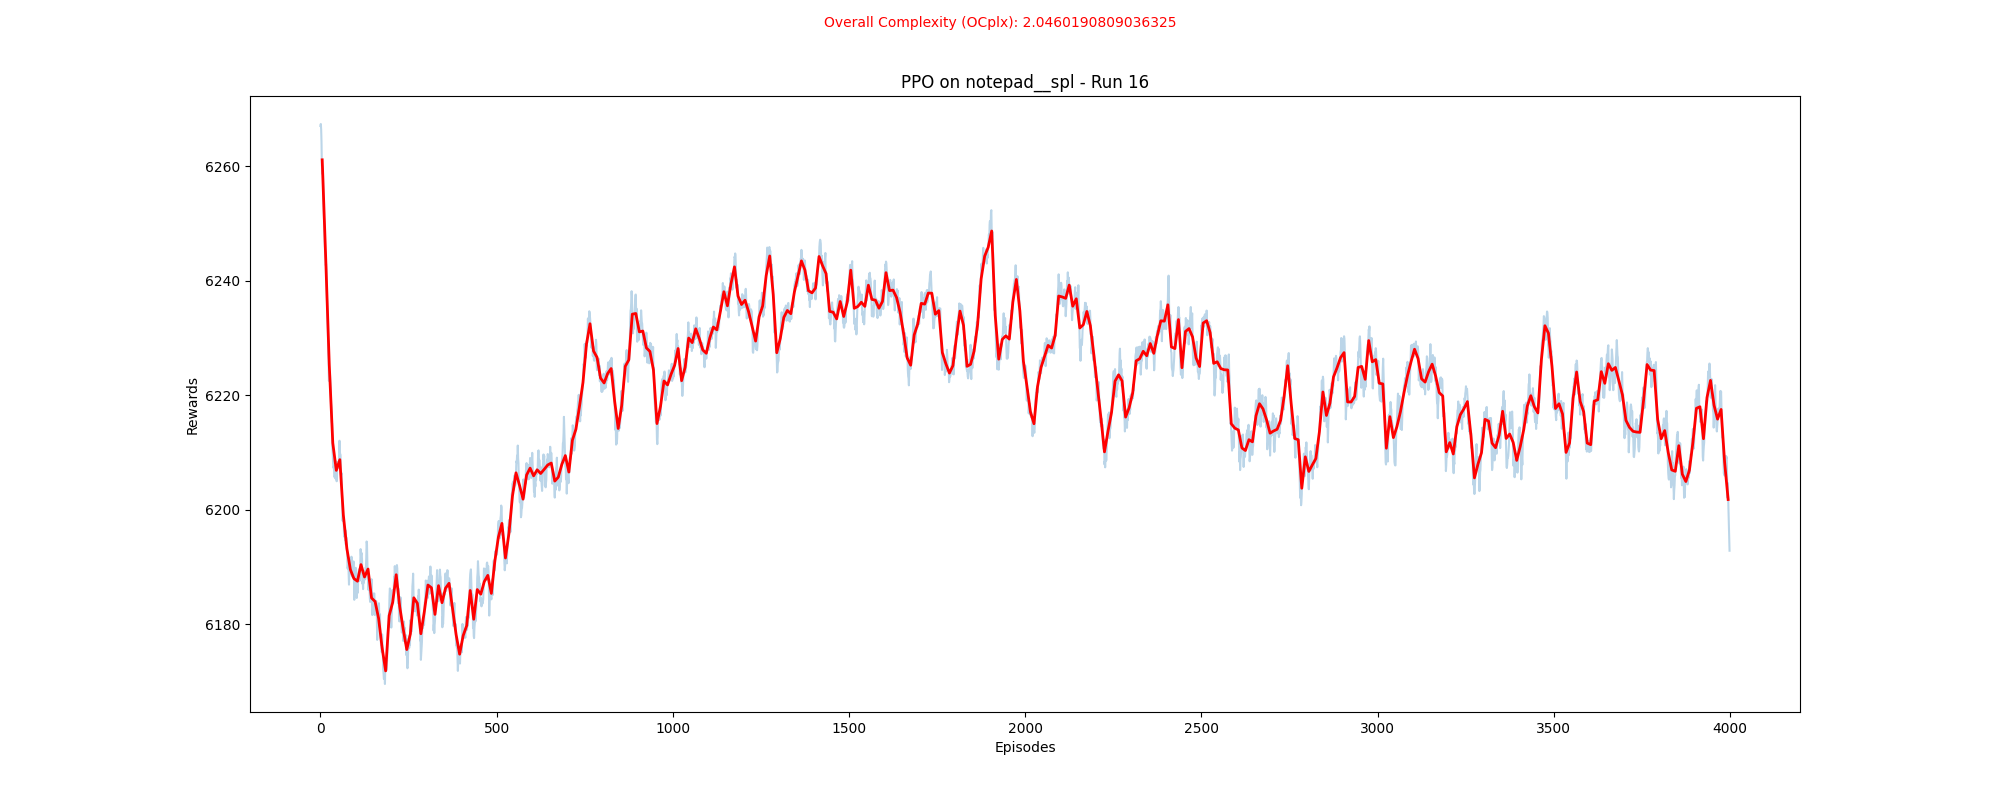 Overall Complexity (OCplx): 2.0460190809036325
PPO on notepad__spl - Run 16
Rewards
6260
6240
6220
6200
6180
0 500 1000 1500 2000 2500 3000 3500 4000
Episodes